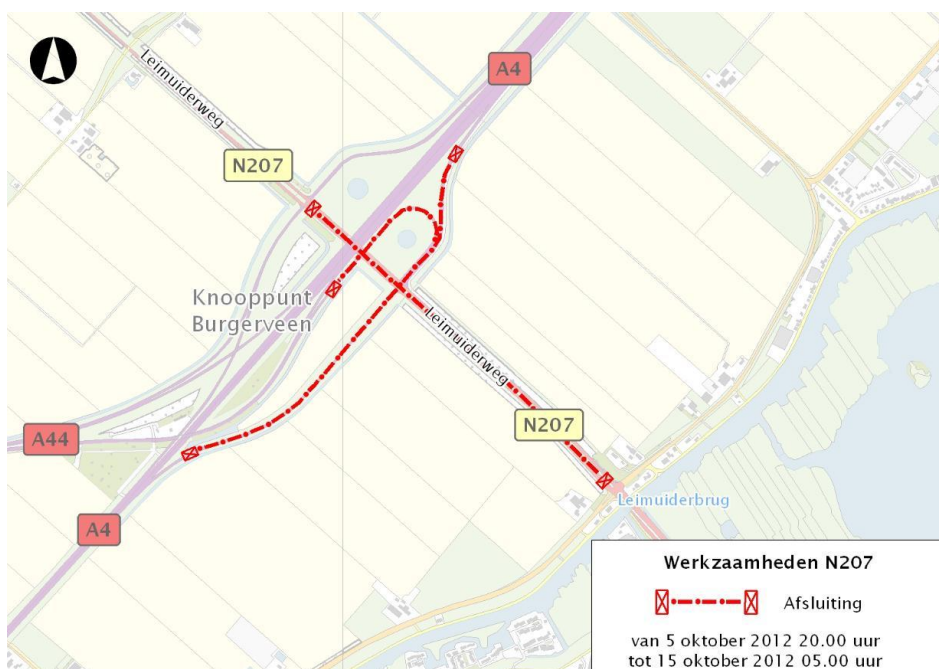 A4
Leimuiderweg
N207
Knooppunt
Burgerveen
Leimuiderweg
N207
A44
Leimuiderbrug
A4
Werkzaamheden N207
Afsluiting
van 5 oktober 2012 20.00 uur
tot 15 oktober 2012 05.00 uur